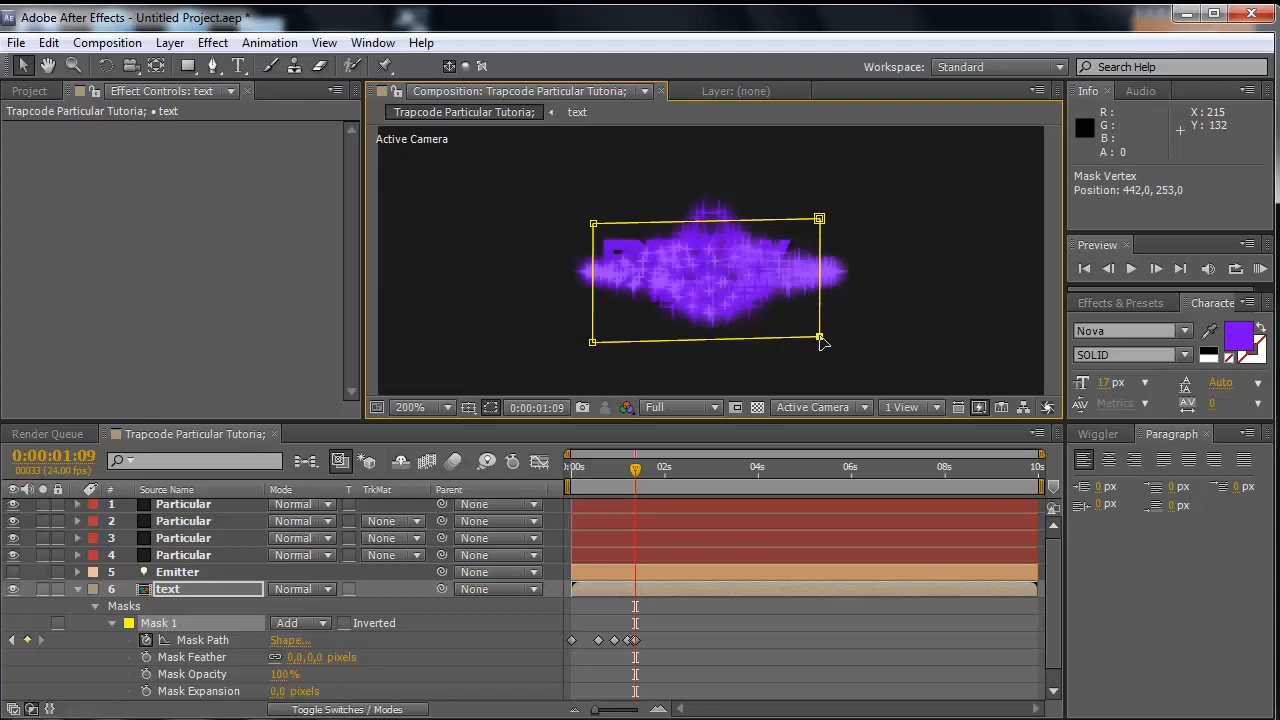 Adobe After Effects - Untitled Project.aep *
File Edit Composition Layer Effect Animation View Window Help
Workspace: Standard Search Help
Project Effect Controls: text
Composition: Trapcode Particular Tutoria;
Layer: (none)
Info Audio
Trapcode Particular Tutoria; • text
Trapcode Particular Tutoria; text
Active Camera
R :
G :
B :
A : 0
X : 215
Y : 132
Mask Vertex
Position: 442,0, 253,0
Preview
Effects & Presets Characte
Nova
SOLID
17 px Auto
Metrics 0
200% 0:00:01:09 Full Active Camera 1 View
Render Queue Trapcode Particular Tutoria;
Wiggler Paragraph
0:00:01:09
00033 (24.00 fps)
0:00s 02s 04s 06s 08s 10s
# Source Name Mode T TrkMat Parent
1 Particular Normal None
2 Particular Normal None None
3 Particular Normal None None
4 Particular Normal None None
5 Emitter None
6 text Normal None None
Masks
Mask 1 Add Inverted
Mask Path Shape...
Mask Feather 0,0,0,0 pixels
Mask Opacity 100%
Mask Expansion 0,0 pixels
Toggle Switches / Modes
0 px 0 px 0 px
0 px 0 px